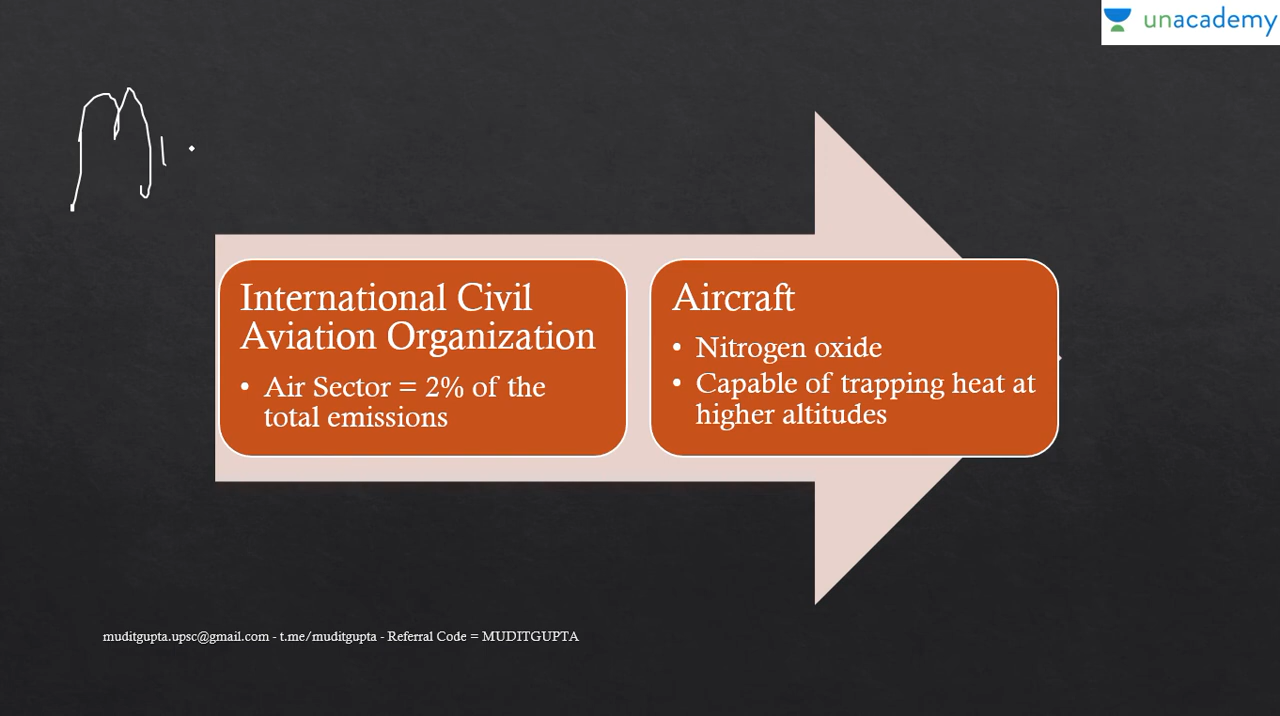 unacademy
International Civil
Aviation Organization
• Air Sector = 2% of the
total emissions
Aircraft
• Nitrogen oxide
• Capable of trapping heat at
higher altitudes
muditgupta.upsc@gmail.com - t.me/muditgupta - Referral Code = MUDITGUPTA